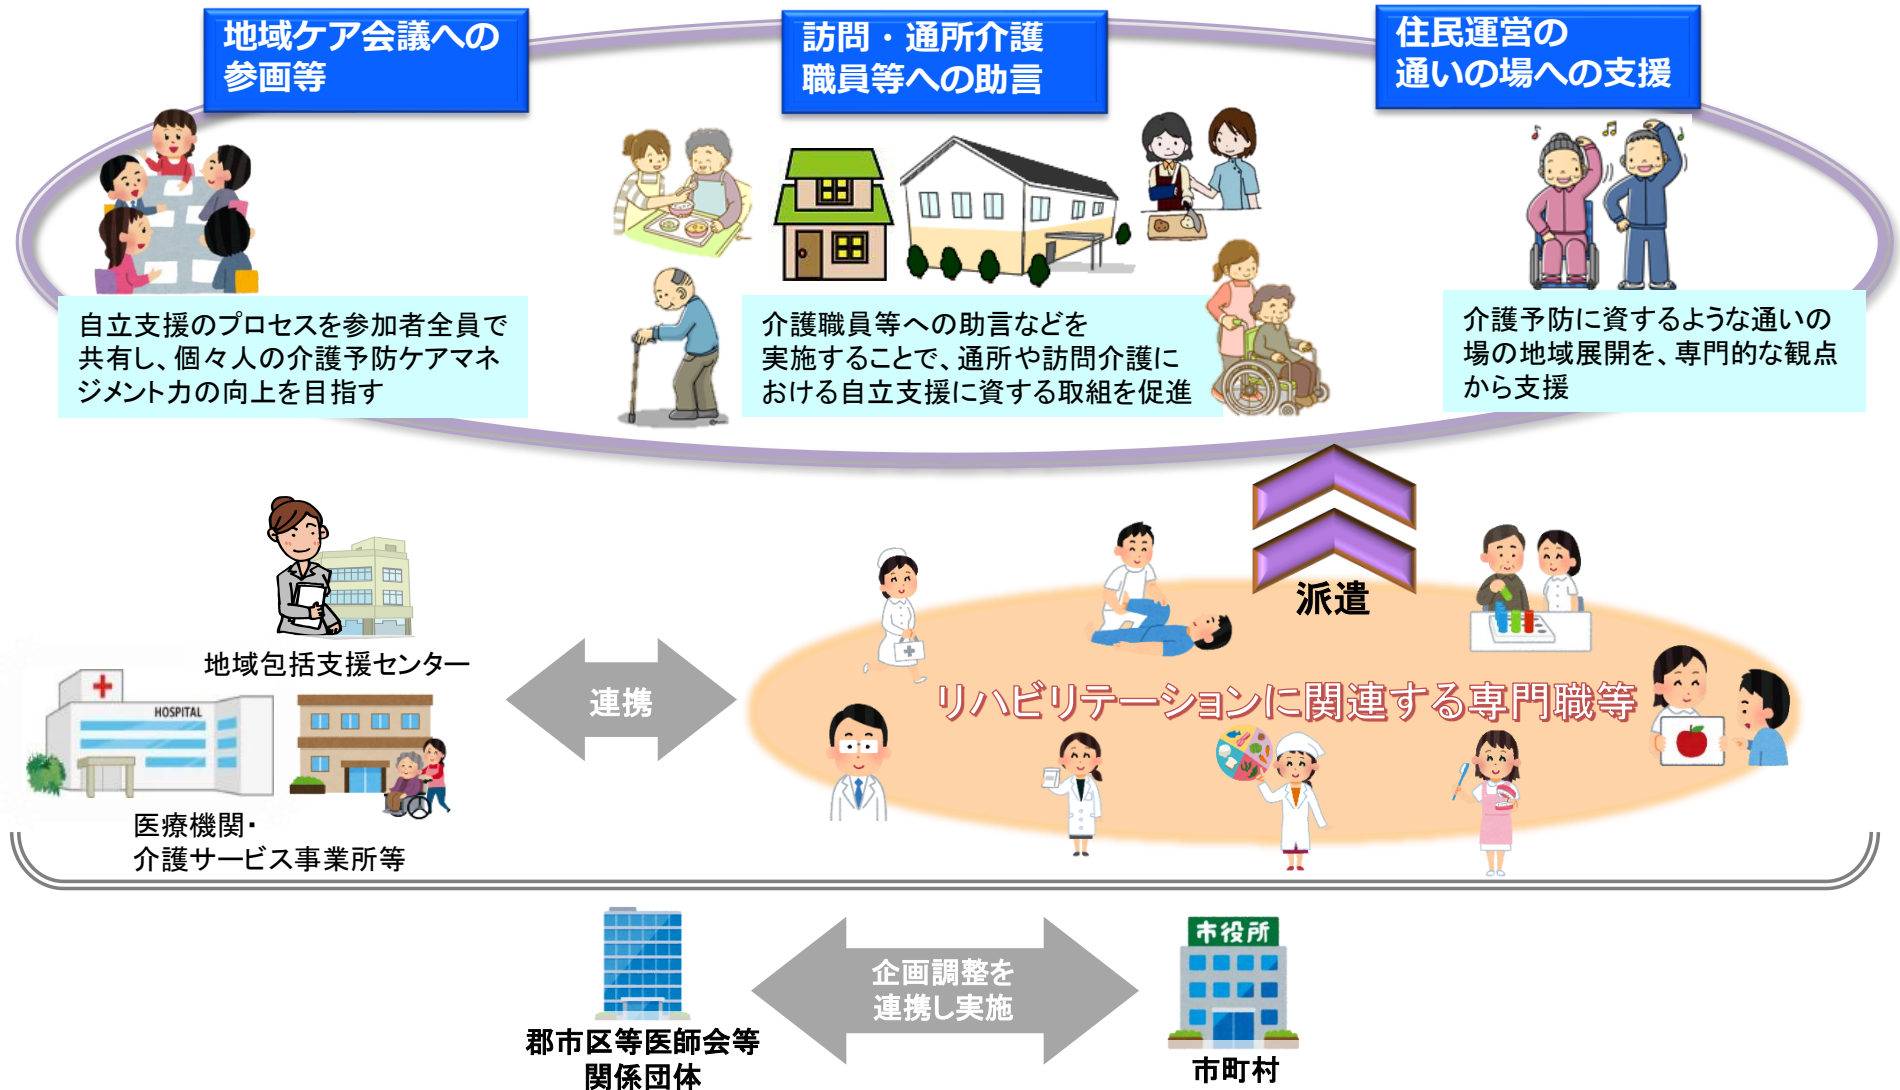 地域ケア会議への
参画等
訪問・通所介護
職員等への助言
住民運営の
通いの場への支援
自立支援のプロセスを参加者全員で
共有し、個々人の介護予防ケアマネ
ジメント力の向上を目指す
介護職員等への助言などを
実施することで、通所や訪問介護に
おける自立支援に資する取組を促進
介護予防に資するような通いの
場の地域展開を、専門的な観点
から支援
派遣
地域包括支援センター
HOSPITAL
連携
リハビリテーションに関連する専門職等
医療機関・
介護サービス事業所等
市役所
企画調整を
連携し実施
郡市区等医師会等
関係団体
市町村